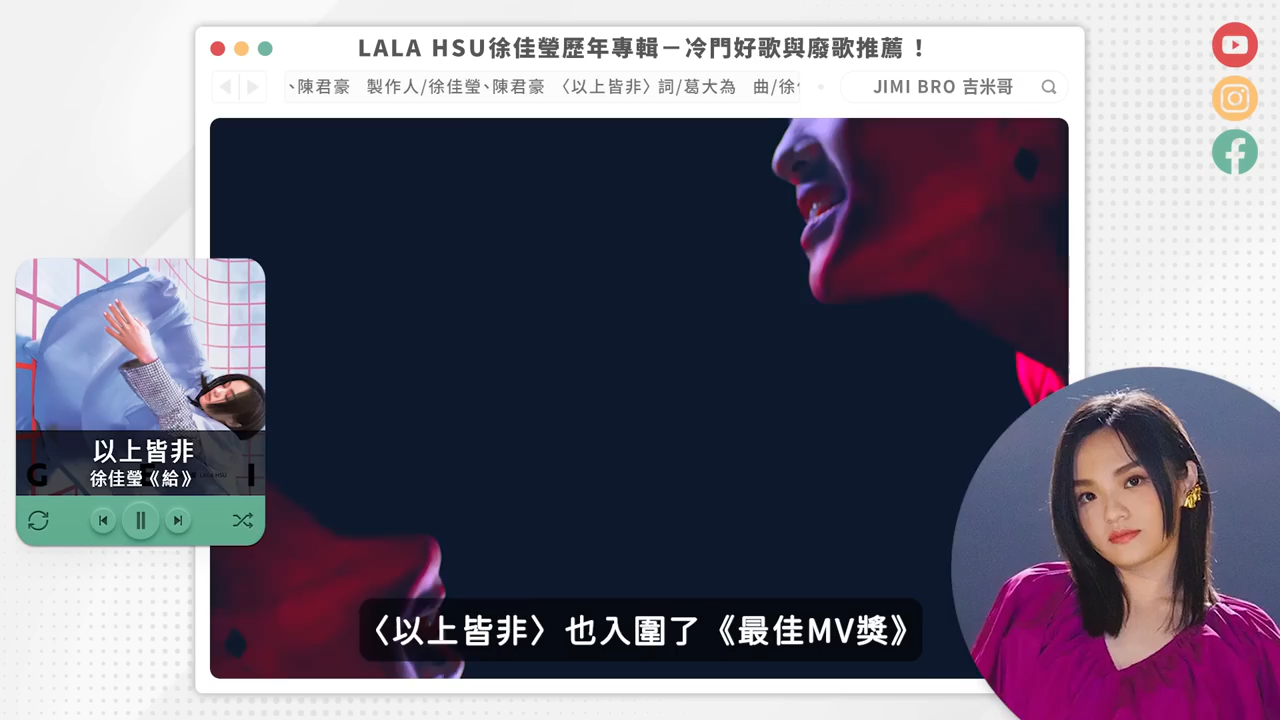 LALA HSU徐佳瑩歷年專輯－冷門好歌與廢歌推薦！
、陳君豪 製作人/徐佳瑩、陳君豪 〈以上皆非〉詞/葛大為 曲/徐
JIMI BRO 吉米哥
以上皆非
徐佳瑩《給》
G E I
LALA HSU
〈以上皆非〉也入圍了《最佳MV獎》